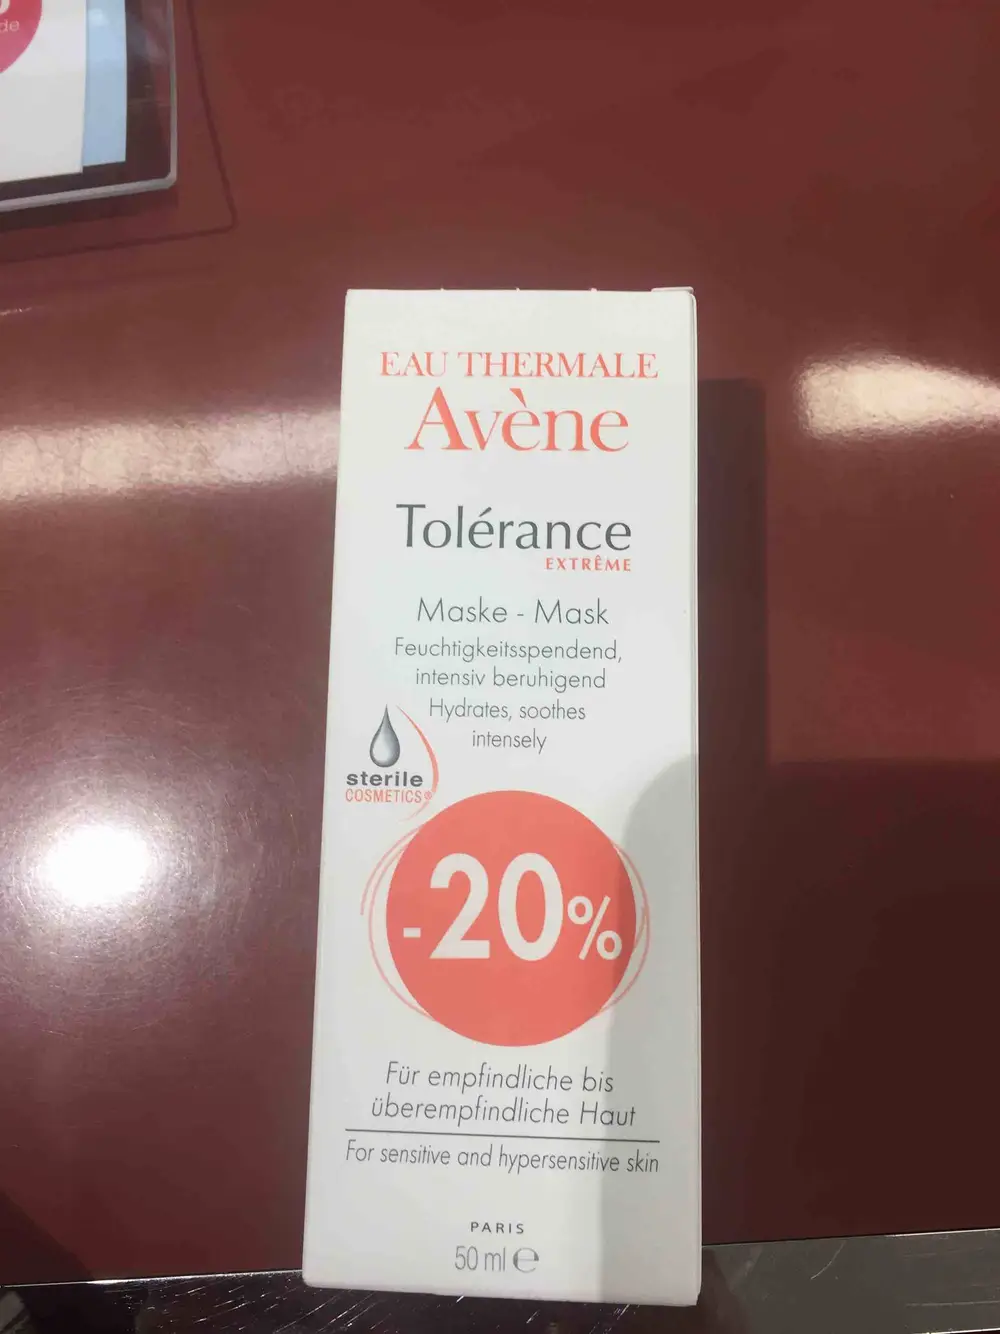 de
EAU THERMALE
Avène
Tolérance
EXTRÊME
Maske - Mask
Feuchtigkeitsspendend,
intensiv beruhigend
Hydrates, soothes
intensely
sterile
COSMETICS®
-20%
Für empfindliche bis
überempfindliche Haut
For sensitive and hypersensitive skin
PARIS
50 ml ℮